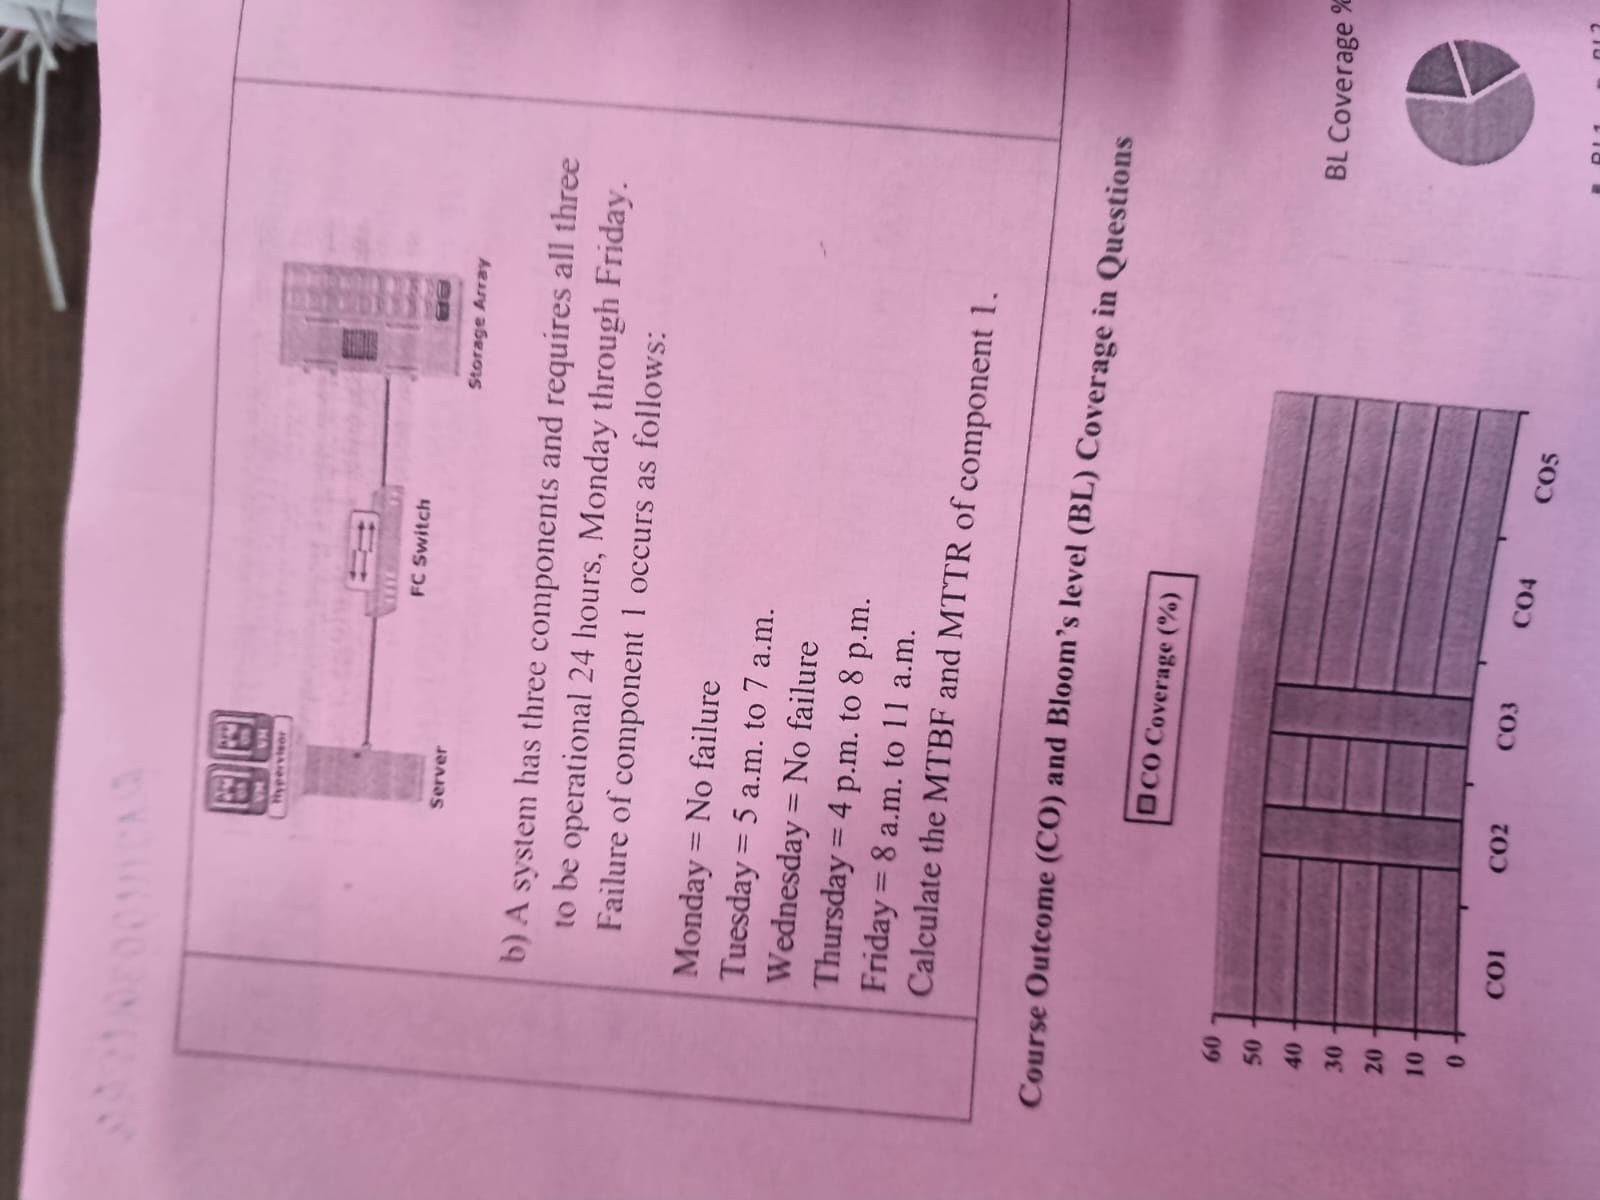 Hypervisor
Server
FC Switch
Storage Array
b) A system has three components and requires all three
to be operational 24 hours, Monday through Friday.
Failure of component 1 occurs as follows:
Monday = No failure
Tuesday = 5 a.m. to 7 a.m.
Wednesday = No failure
Thursday = 4 p.m. to 8 p.m.
Friday = 8 a.m. to 11 a.m.
Calculate the MTBF and MTTR of component 1.
Course Outcome (CO) and Bloom's level (BL) Coverage in Questions
CO Coverage (%)
60
50
40
30
20
10
0
CO1 CO2 CO3 CO4 CO5
BL Coverage %